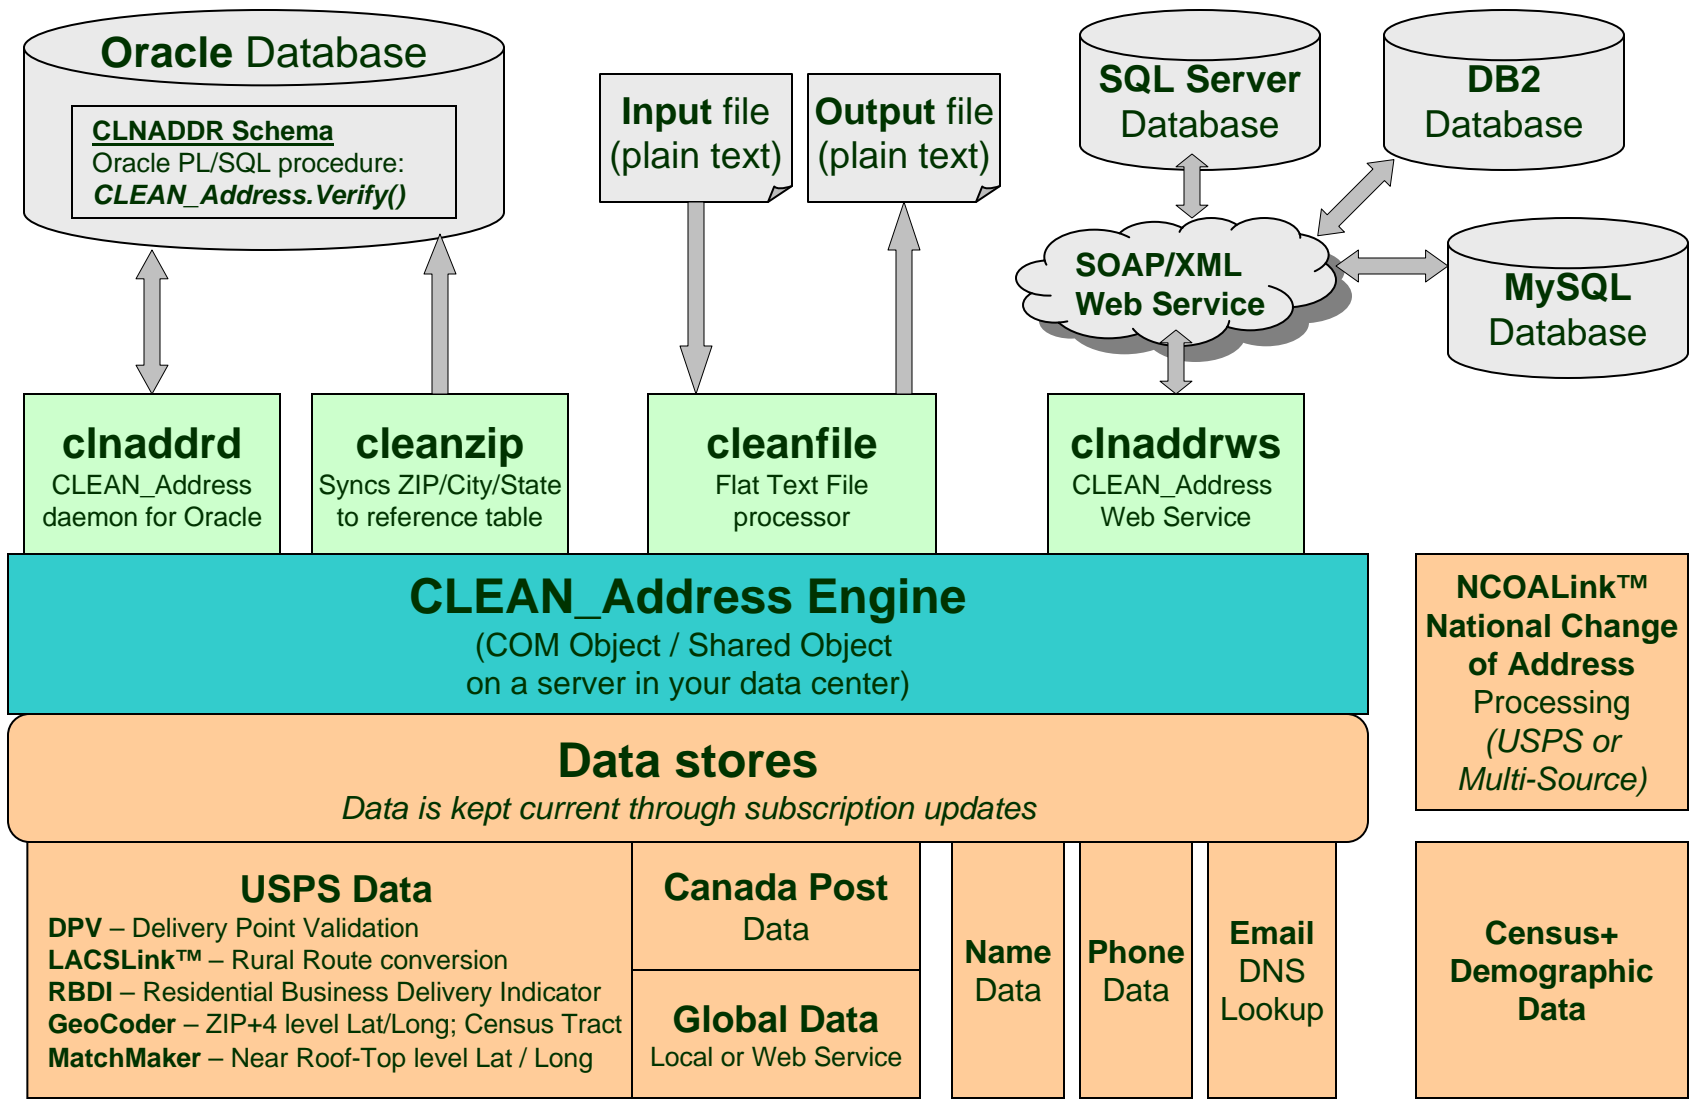 Oracle Database
CLNADDR Schema
Oracle PL/SQL procedure:
CLEAN_Address.Verify()
Input file
(plain text)
Output file
(plain text)
SQL Server
Database
DB2
Database
SOAP/XML
Web Service
MySQL
Database
clnaddrd
CLEAN_Address
daemon for Oracle
cleanzip
Syncs ZIP/City/State
to reference table
cleanfile
Flat Text File
processor
clnaddrws
CLEAN_Address
Web Service
CLEAN_Address Engine
(COM Object / Shared Object
on a server in your data center)
NCOALink™
National Change
of Address
Processing
(USPS or
Multi-Source)
Data stores
Data is kept current through subscription updates
USPS Data
DPV – Delivery Point Validation
LACSLink™ – Rural Route conversion
RBDI – Residential Business Delivery Indicator
GeoCoder – ZIP+4 level Lat/Long; Census Tract
MatchMaker – Near Roof-Top level Lat / Long
Canada Post
Data
Global Data
Local or Web Service
Name
Data
Phone
Data
Email
DNS
Lookup
Census+
Demographic
Data